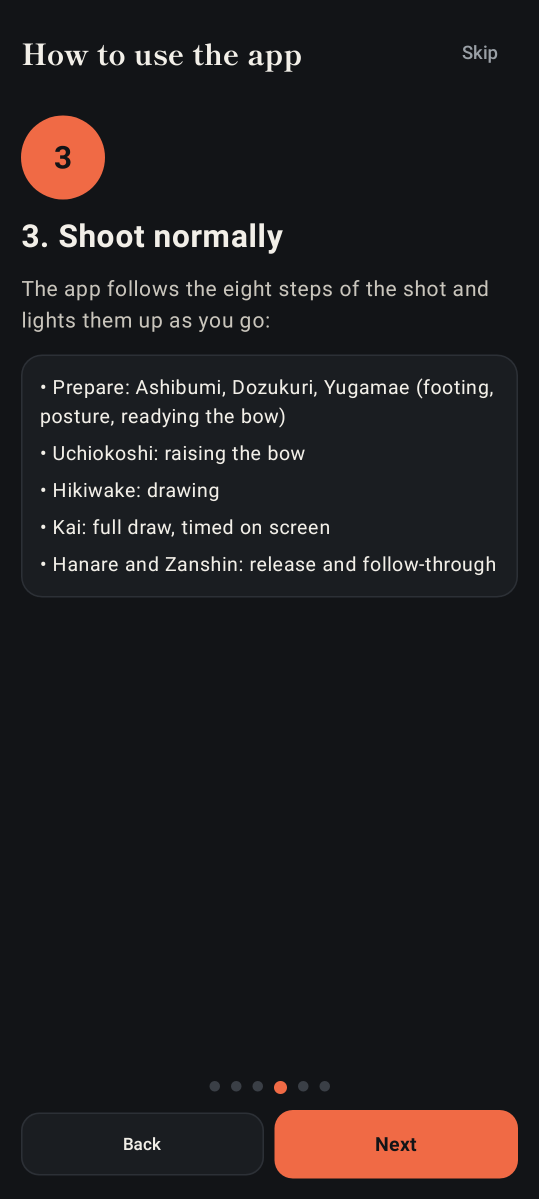 How to use the app
Skip
3
3. Shoot normally
The app follows the eight steps of the shot and
lights them up as you go:
• Prepare: Ashibumi, Dozukuri, Yugamae (footing,
posture, readying the bow)
• Uchiokoshi: raising the bow
• Hikiwake: drawing
• Kai: full draw, timed on screen
• Hanare and Zanshin: release and follow-through
Back
Next